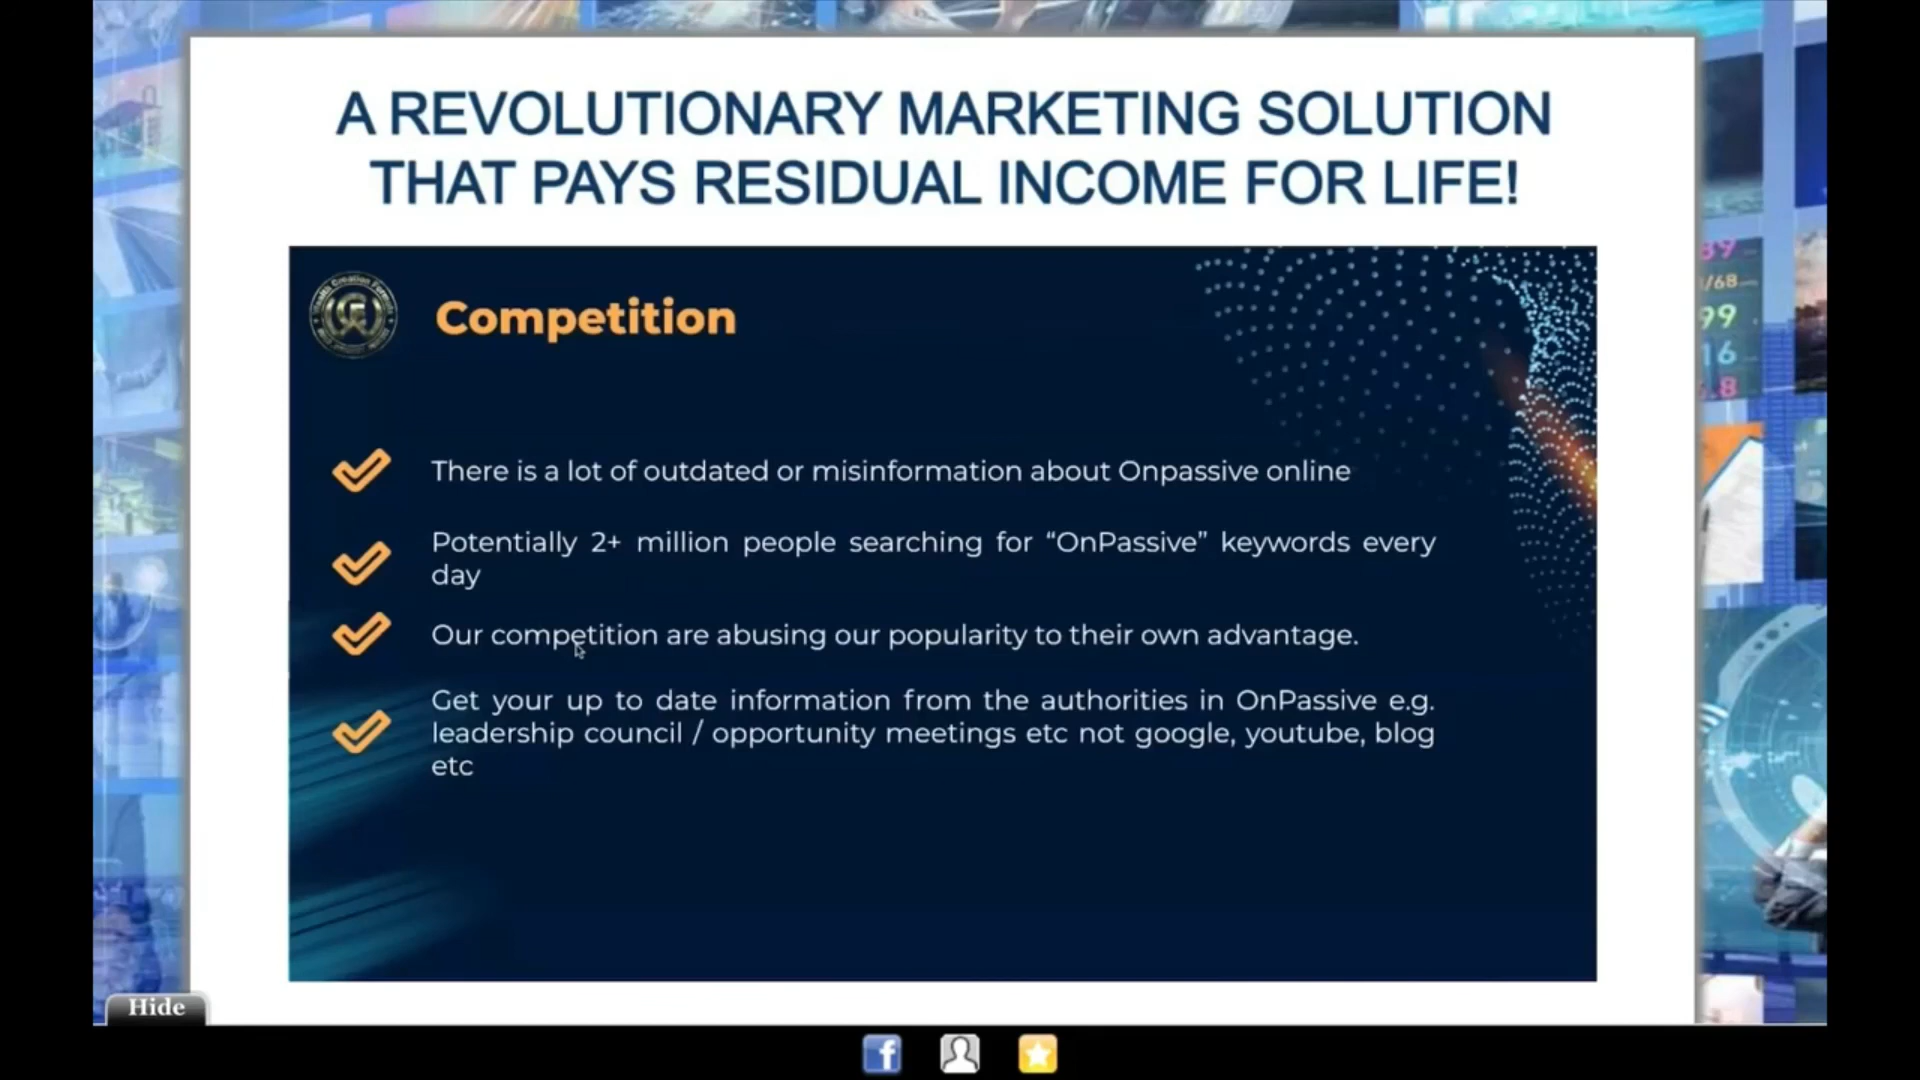 A REVOLUTIONARY MARKETING SOLUTION
THAT PAYS RESIDUAL INCOME FOR LIFE!
Competition
There is a lot of outdated or misinformation about Onpassive online
Potentially 2+ million people searching for “OnPassive” keywords every
day
Our competition are abusing our popularity to their own advantage.
Get your up to date information from the authorities in OnPassive e.g.
leadership council / opportunity meetings etc not google, youtube, blog
etc
99
16
Hide